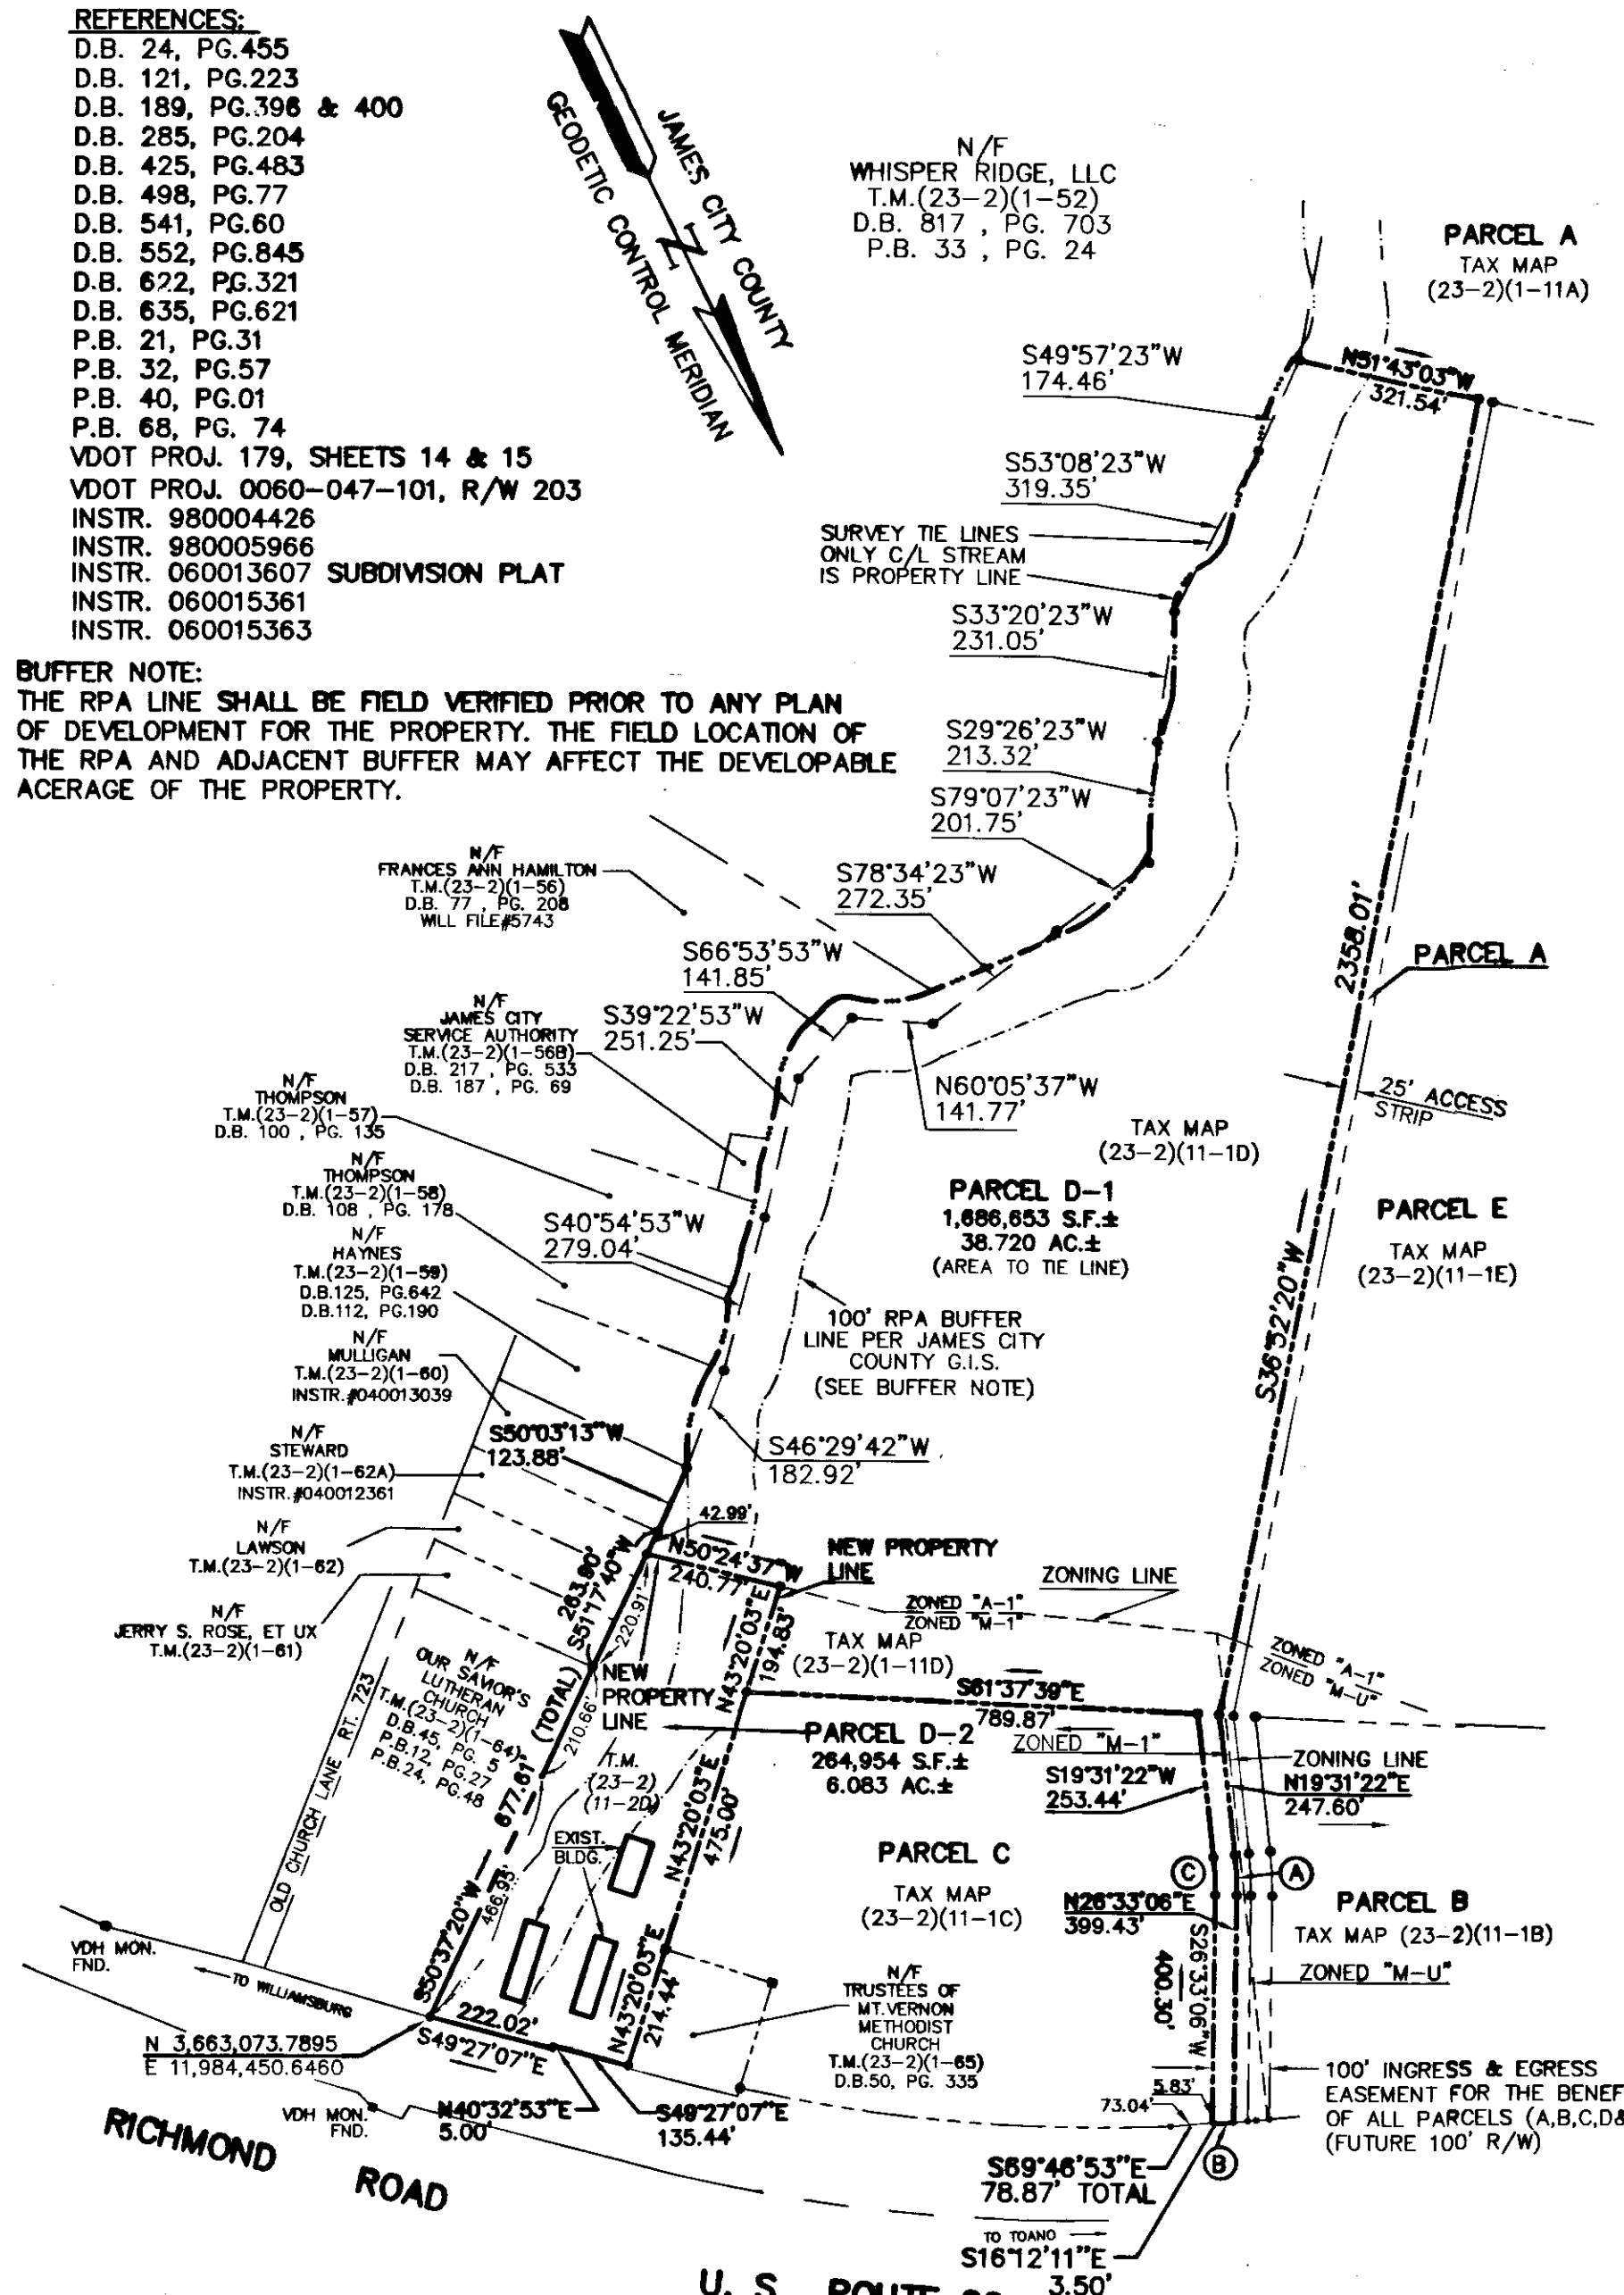 REFERENCES:
D.B. 24, PG.455
D.B. 121, PG.223
D.B. 189, PG.396 & 400
D.B. 285, PG.204
D.B. 425, PG.483
D.B. 498, PG.77
D.B. 541, PG.60
D.B. 552, PG.845
D.B. 622, PG.321
D.B. 635, PG.621
P.B. 21, PG.31
P.B. 32, PG.57
P.B. 40, PG.01
P.B. 68, PG. 74
VDOT PROJ. 179, SHEETS 14 & 15
VDOT PROJ. 0060-047-101, R/W 203
INSTR. 980004426
INSTR. 980005966
INSTR. 060013607 SUBDIVISION PLAT
INSTR. 060015361
INSTR. 060015363
BUFFER NOTE:
THE RPA LINE SHALL BE FIELD VERIFIED PRIOR TO ANY PLAN
OF DEVELOPMENT FOR THE PROPERTY. THE FIELD LOCATION OF
THE RPA AND ADJACENT BUFFER MAY AFFECT THE DEVELOPABLE
ACERAGE OF THE PROPERTY.
JAMES CITY COUNTY
GEODETIC CONTROL MERIDIAN
N
N/F
WHISPER RIDGE, LLC
T.M.(23-2)(1-52)
D.B. 817 , PG. 703
P.B. 33 , PG. 24
PARCEL A
TAX MAP
(23-2)(1-11A)
N51°43'03"W
321.54'
S49°57'23"W
174.46'
S53°08'23"W
319.35'
SURVEY TIE LINES
ONLY C/L STREAM
IS PROPERTY LINE
S33°20'23"W
231.05'
S29°26'23"W
213.32'
S79°07'23"W
201.75'
S78°34'23"W
272.35'
S66°53'53"W
141.85'
S39°22'53"W
251.25'
N60°05'37"W
141.77'
2358.01'
S36°52'20"W
PARCEL A
25' ACCESS
STRIP
N/F
FRANCES ANN HAMILTON
T.M.(23-2)(1-56)
D.B. 77 , PG. 208
WILL FILE#5743
N/F
JAMES CITY
SERVICE AUTHORITY
T.M.(23-2)(1-56B)
D.B. 217 , PG. 533
D.B. 187 , PG. 69
N/F
THOMPSON
T.M.(23-2)(1-57)
D.B. 100 , PG. 135
N/F
THOMPSON
T.M.(23-2)(1-58)
D.B. 108 , PG. 178
N/F
HAYNES
T.M.(23-2)(1-59)
D.B.125, PG.642
D.B.112, PG.190
N/F
MULLIGAN
T.M.(23-2)(1-60)
INSTR.#040013039
N/F
STEWARD
T.M.(23-2)(1-62A)
INSTR.#040012361
N/F
LAWSON
T.M.(23-2)(1-62)
N/F
JERRY S. ROSE, ET UX
T.M.(23-2)(1-61)
N/F
OUR SAVIOR'S
LUTHERAN
CHURCH
T.M.(23-2)(1-64)
D.B.45, PG. 5
P.B.12, PG.27
P.B.24, PG.48
OLD CHURCH LANE RT. 723
TAX MAP
(23-2)(11-1D)
PARCEL D-1
1,686,653 S.F.±
38.720 AC.±
(AREA TO TIE LINE)
PARCEL E
TAX MAP
(23-2)(11-1E)
100' RPA BUFFER
LINE PER JAMES CITY
COUNTY G.I.S.
(SEE BUFFER NOTE)
S40°54'53"W
279.04'
S50°03'13"W
123.88'
S46°29'42"W
182.92'
42.99'
N50°24'37"W
240.77'
NEW PROPERTY
LINE
ZONING LINE
ZONED "A-1"
ZONED "M-1"
ZONED "A-1"
ZONED "M-U"
263.90'
S51°17'40"W
220.91'
N43°20'03"E
194.83'
TAX MAP
(23-2)(1-11D)
S61°37'39"E
789.87'
NEW
PROPERTY
LINE
210.66'
677.61' (TOTAL)
S50°37'20"W
466.95'
PARCEL D-2
264,954 S.F.±
6.083 AC.±
ZONED "M-1"
T.M.
(23-2)
(11-2D)
EXIST.
BLDG.
N43°20'03"E
475.00'
S19°31'22"W
253.44'
ZONING LINE
N19°31'22"E
247.60'
PARCEL C
TAX MAP
(23-2)(11-1C)
C
A
N26°33'06"E
399.43'
S26°33'06"W
400.30'
PARCEL B
TAX MAP (23-2)(11-1B)
ZONED "M-U"
N/F
TRUSTEES OF
MT.VERNON
METHODIST
CHURCH
T.M.(23-2)(1-65)
D.B.50, PG. 335
N43°20'03"E
214.44'
VDH MON.
FND.
TO WILLIAMSBURG
222.02'
S49°27'07"E
N 3,663,073.7895
E 11,984,450.6460
VDH MON.
FND.
N40°32'53"E
5.00'
S49°27'07"E
135.44'
5.83'
73.04'
B
100' INGRESS & EGRESS
EASEMENT FOR THE BENEF
OF ALL PARCELS (A,B,C,D&
(FUTURE 100' R/W)
S69°46'53"E
78.87' TOTAL
TO TOANO
S16°12'11"E
3.50'
RICHMOND ROAD
U. S. ROUTE